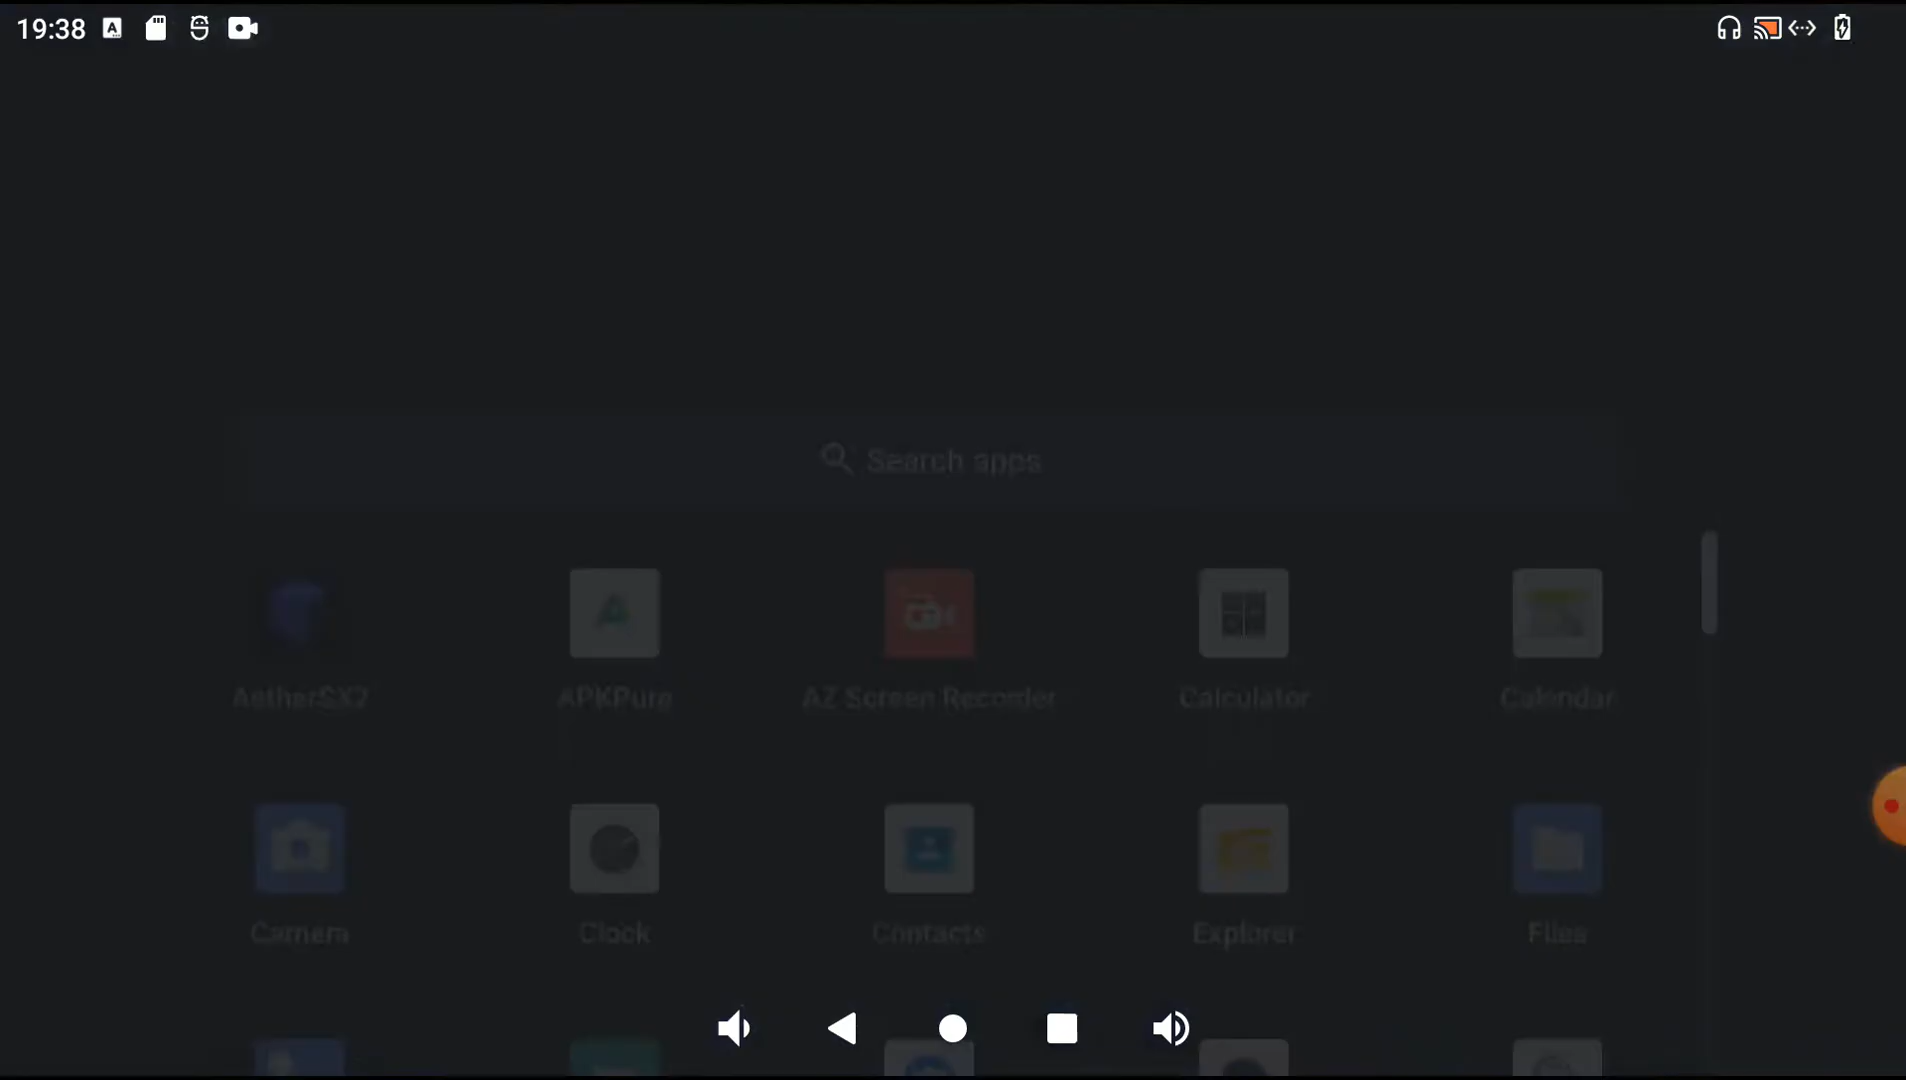 19:38
Search apps
AetherSX2
APKPure
AZ Screen Recorder
Calculator
Calendar
Camera
Clock
Contacts
Explorer
Files